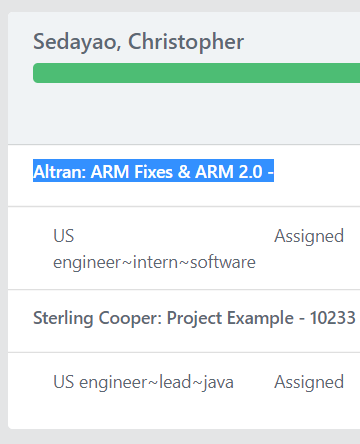 Sedayao, Christopher
Altran: ARM Fixes & ARM 2.0 -
US Assigned
engineer~intern~software
Sterling Cooper: Project Example - 10233
US engineer~lead~java Assigned